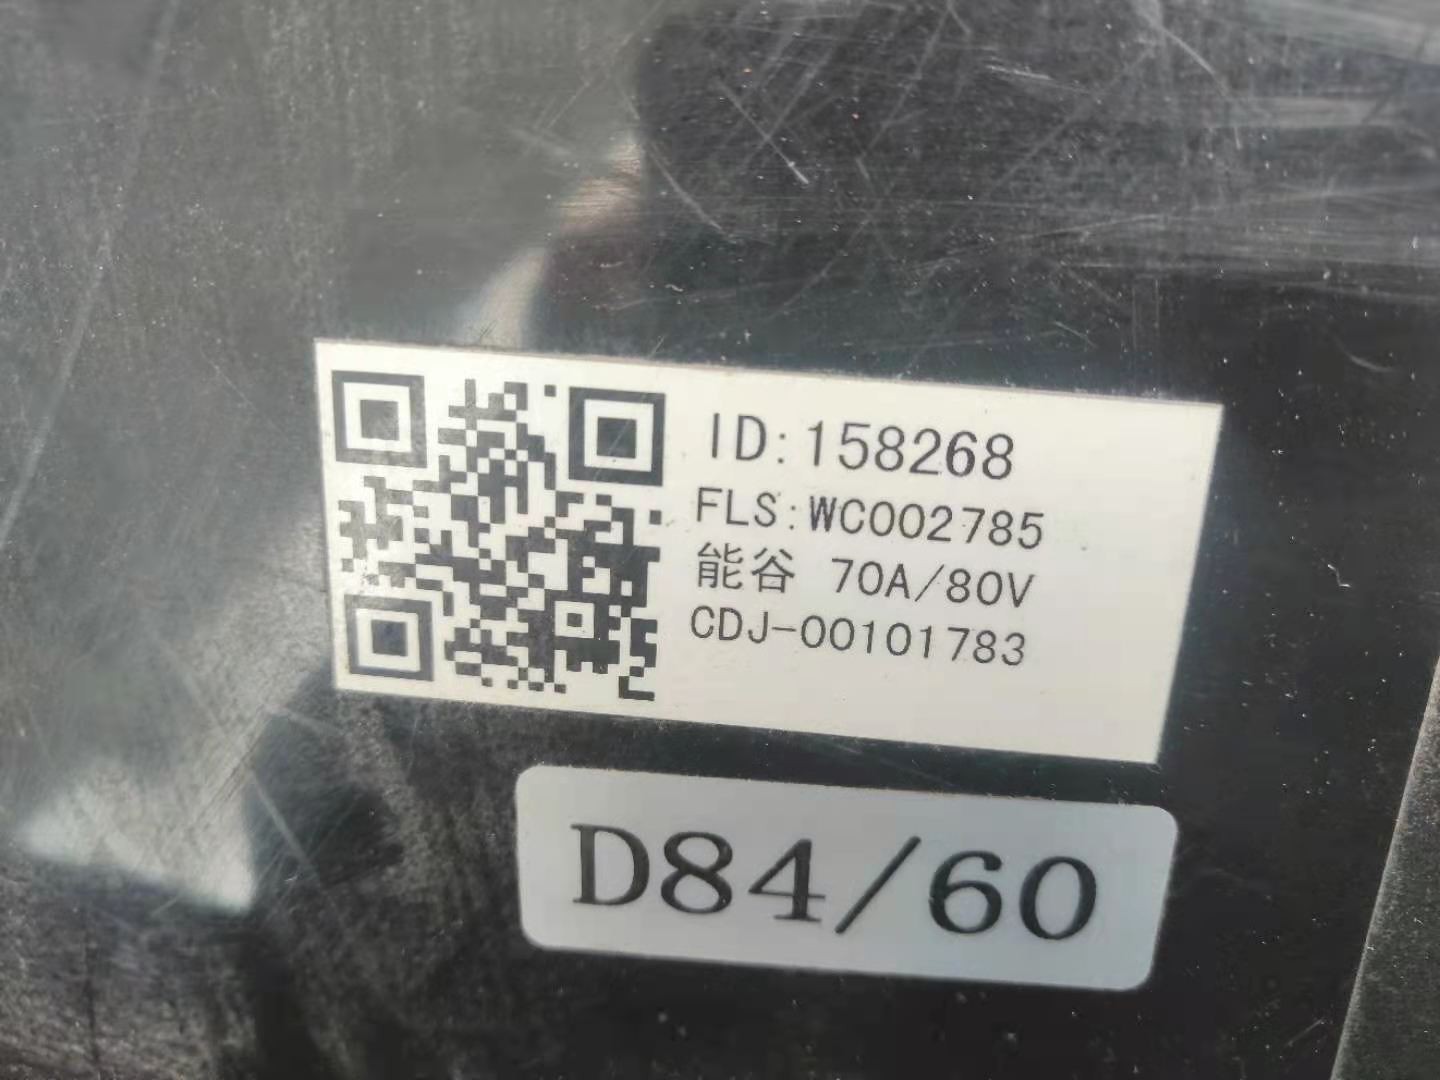 ID:158268
FLS:WC002785
能谷 70A/80V
CDJ-00101783
D84/60